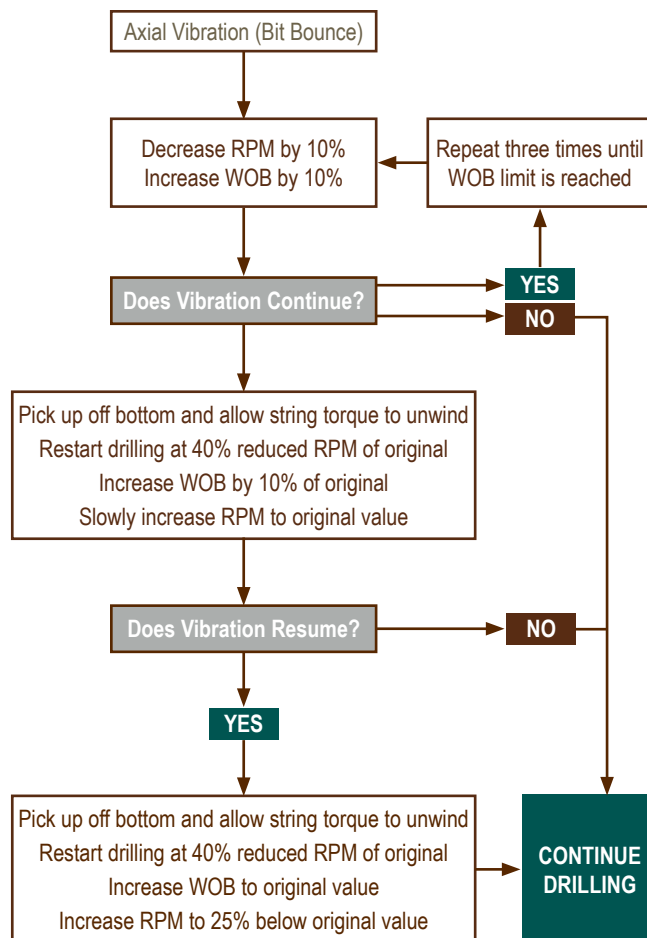 Axial Vibration (Bit Bounce)
Decrease RPM by 10%
Increase WOB by 10%
Repeat three times until
WOB limit is reached
Does Vibration Continue?
YES
NO
Pick up off bottom and allow string torque to unwind
Restart drilling at 40% reduced RPM of original
Increase WOB by 10% of original
Slowly increase RPM to original value
Does Vibration Resume?
NO
YES
Pick up off bottom and allow string torque to unwind
Restart drilling at 40% reduced RPM of original
Increase WOB to original value
Increase RPM to 25% below original value
CONTINUE
DRILLING